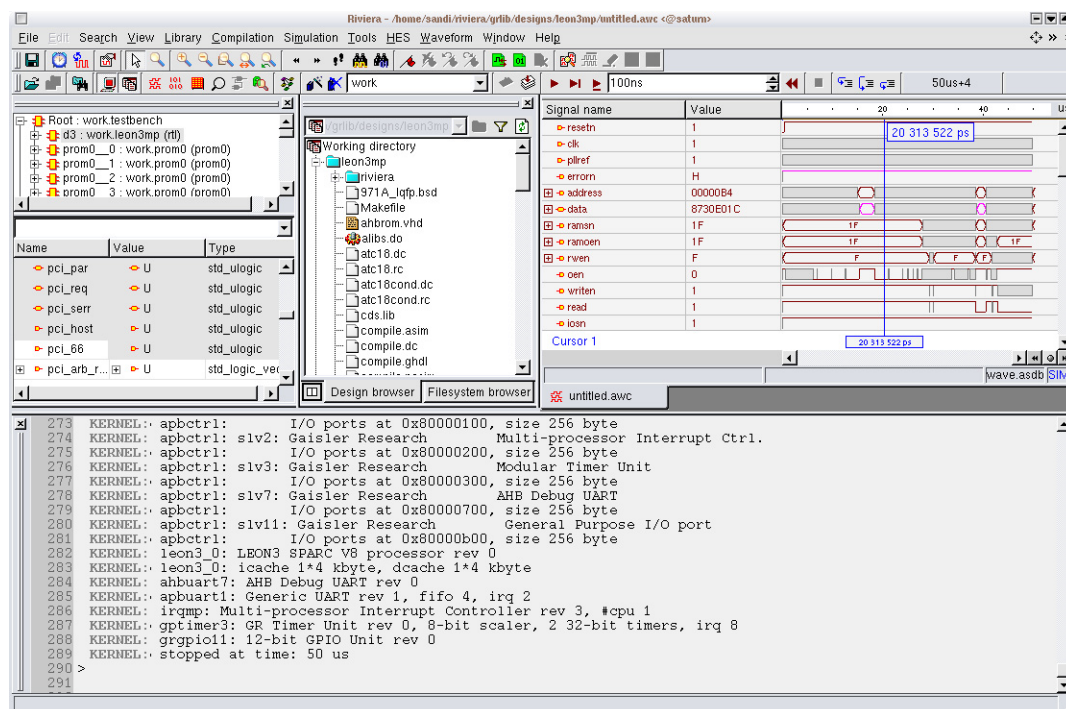 Riviera - /home/sandi/riviera/grlib/designs/leon3mp/untitled.awc <@saturn>
File Edit Search View Library Compilation Simulation Tools HES Waveform Window Help
work
100ns
50us+4
Root : work.testbench
d3 : work.leon3mp (rtl)
prom0__0 : work.prom0 (prom0)
prom0__1 : work.prom0 (prom0)
prom0__2 : work.prom0 (prom0)
prom0__3 : work.prom0 (prom0)
Name Value Type
pci_par U std_ulogic
pci_req U std_ulogic
pci_serr U std_ulogic
pci_host U std_ulogic
pci_66 U std_ulogic
pci_arb_r... U std_logic_vec
v/grlib/designs/leon3mp
Working directory
leon3mp
riviera
971A_lqfp.bsd
Makefile
ahbrom.vhd
alibs.do
atc18.dc
atc18.rc
atc18cond.dc
atc18cond.rc
cds.lib
compile.asim
compile.dc
compile.ghdl
Design browser Filesystem browser
Signal name Value 20 40 u
20 313 522 ps
resetn 1
clk 1
pllref 1
errorn H
address 00000B4
data 8730E01C
ramsn 1F 1F
ramoen 1F 1F 1F
rwen F F F F
oen 0
writen 1
read 1
iosn 1
Cursor 1 20 313 522 ps
wave.asdb SIM
untitled.awc
273 KERNEL: apbctrl: I/O ports at 0x80000100, size 256 byte
274 KERNEL: apbctrl: slv2: Gaisler Research Multi-processor Interrupt Ctrl.
275 KERNEL: apbctrl: I/O ports at 0x80000200, size 256 byte
276 KERNEL: apbctrl: slv3: Gaisler Research Modular Timer Unit
277 KERNEL: apbctrl: I/O ports at 0x80000300, size 256 byte
278 KERNEL: apbctrl: slv7: Gaisler Research AHB Debug UART
279 KERNEL: apbctrl: I/O ports at 0x80000700, size 256 byte
280 KERNEL: apbctrl: slv11: Gaisler Research General Purpose I/O port
281 KERNEL: apbctrl: I/O ports at 0x80000b00, size 256 byte
282 KERNEL: leon3_0: LEON3 SPARC V8 processor rev 0
283 KERNEL: leon3_0: icache 1*4 kbyte, dcache 1*4 kbyte
284 KERNEL: ahbuart7: AHB Debug UART rev 0
285 KERNEL: apbuart1: Generic UART rev 1, fifo 4, irq 2
286 KERNEL: irqmp: Multi-processor Interrupt Controller rev 3, #cpu 1
287 KERNEL: gptimer3: GR Timer Unit rev 0, 8-bit scaler, 2 32-bit timers, irq 8
288 KERNEL: grgpio11: 12-bit GPIO Unit rev 0
289 KERNEL: stopped at time: 50 us
290 >
291